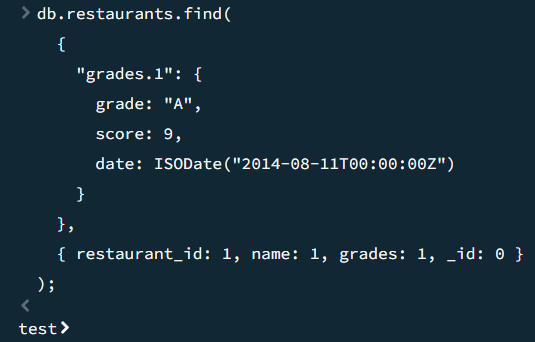 > db.restaurants.find(
{
"grades.1": {
grade: "A",
score: 9,
date: ISODate("2014-08-11T00:00:00Z")
}
},
{ restaurant_id: 1, name: 1, grades: 1, _id: 0 }
);
<
test>